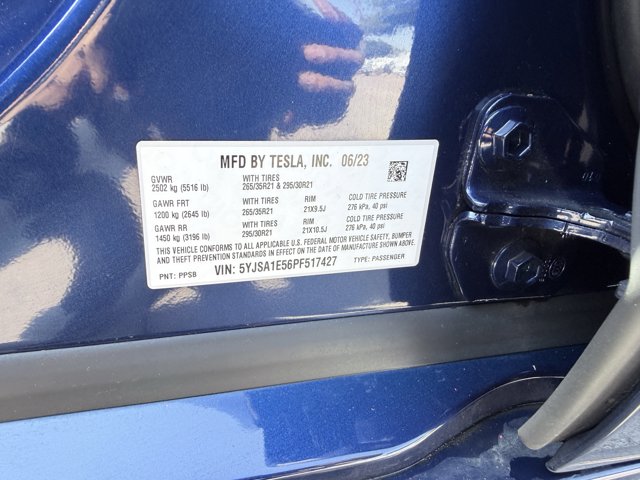 MFD BY TESLA, INC. 06/23
GVWR WITH TIRES
2502 kg (5516 lb) 265/35R21 & 295/30R21
GAWR FRT WITH TIRES RIM COLD TIRE PRESSURE
1200 kg (2645 lb) 265/35R21 21X9.5J 276 kPa, 40 psi
GAWR RR WITH TIRES RIM COLD TIRE PRESSURE
1450 kg (3196 lb) 295/30R21 21X10.5J 276 kPa, 40 psi
THIS VEHICLE CONFORMS TO ALL APPLICABLE U.S. FEDERAL MOTOR VEHICLE SAFETY, BUMPER
AND THEFT PREVENTION STANDARDS IN EFFECT ON THE DATE OF MANUFACTURE SHOWN ABOVE
VIN: 5YJSA1E56PF517427
PNT: PPSB TYPE: PASSENGER